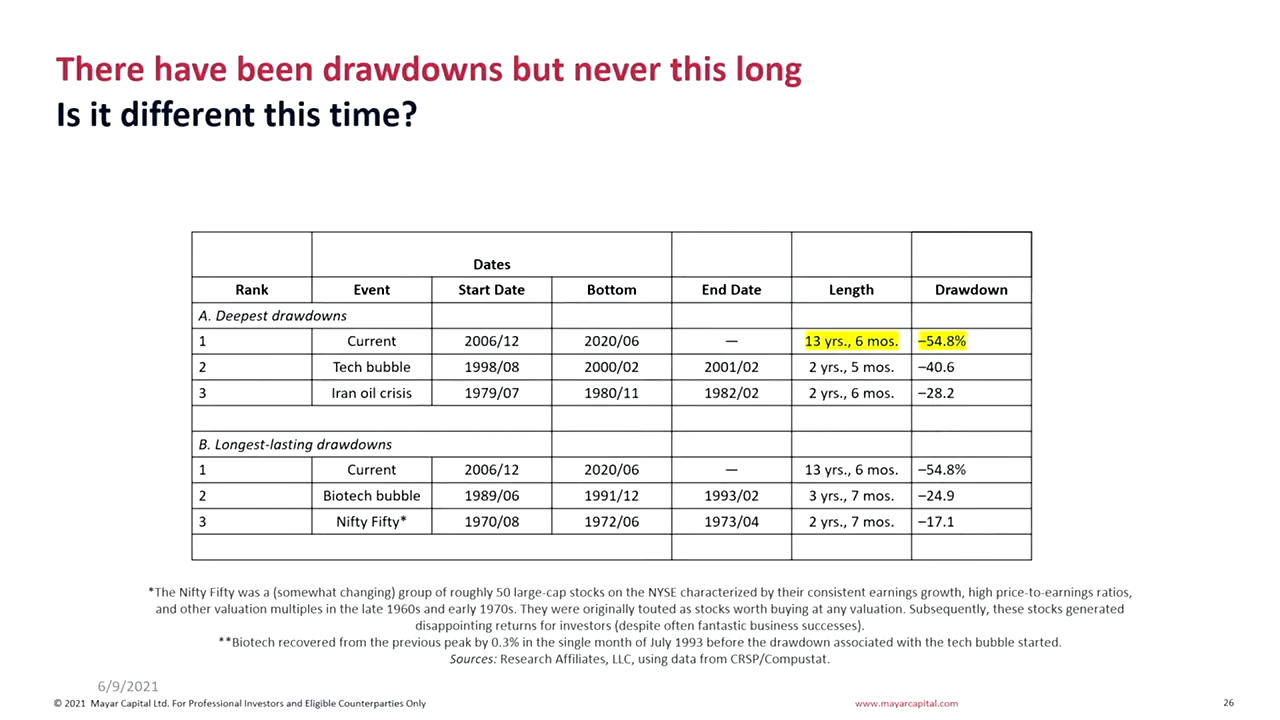 There have been drawdowns but never this long
Is it different this time?
Dates
Rank Event Start Date Bottom End Date Length Drawdown
A. Deepest drawdowns
1 Current 2006/12 2020/06 — 13 yrs., 6 mos. –54.8%
2 Tech bubble 1998/08 2000/02 2001/02 2 yrs., 5 mos. –40.6
3 Iran oil crisis 1979/07 1980/11 1982/02 2 yrs., 6 mos. –28.2
B. Longest-lasting drawdowns
1 Current 2006/12 2020/06 — 13 yrs., 6 mos. –54.8%
2 Biotech bubble 1989/06 1991/12 1993/02 3 yrs., 7 mos. –24.9
3 Nifty Fifty* 1970/08 1972/06 1973/04 2 yrs., 7 mos. –17.1
*The Nifty Fifty was a (somewhat changing) group of roughly 50 large-cap stocks on the NYSE characterized by their consistent earnings growth, high price-to-earnings ratios,
and other valuation multiples in the late 1960s and early 1970s. They were originally touted as stocks worth buying at any valuation. Subsequently, these stocks generated
disappointing returns for investors (despite often fantastic business successes).
**Biotech recovered from the previous peak by 0.3% in the single month of July 1993 before the drawdown associated with the tech bubble started.
Sources: Research Affiliates, LLC, using data from CRSP/Compustat.
6/9/2021
© 2021 Mayar Capital Ltd. For Professional Investors and Eligible Counterparties Only www.mayarcapital.com 26